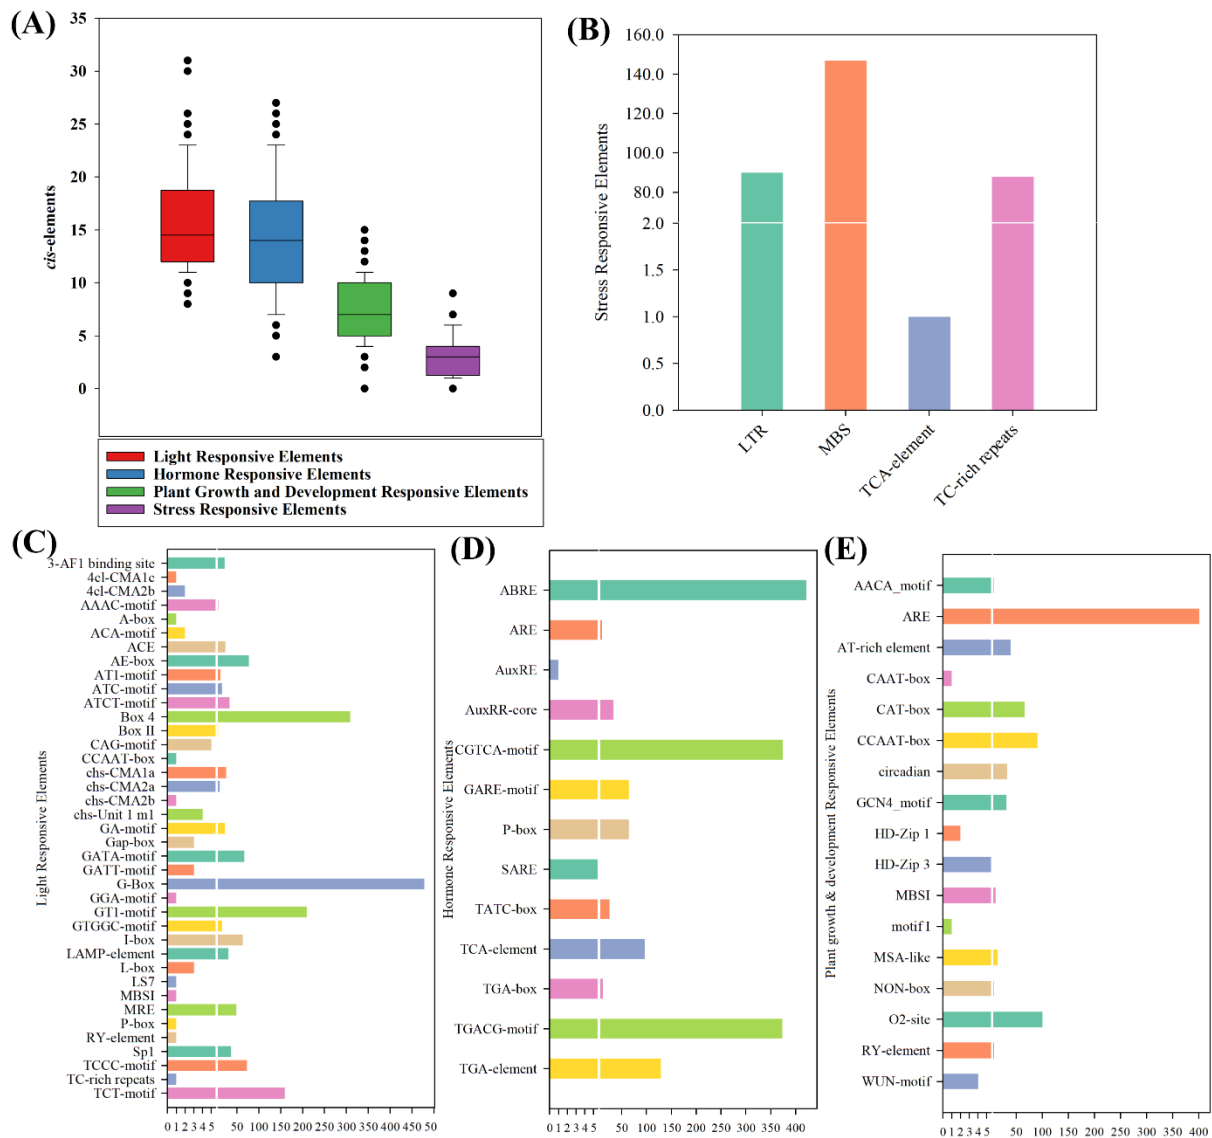 (A)
35
30
25
20
15
10
5
0
cis-elements
Light Responsive Elements
Hormone Responsive Elements
Plant Growth and Development Responsive Elements
Stress Responsive Elements
(B)
160.0
140.0
120.0
100.0
80.0
2.0
1.5
1.0
0.5
0.0
Stress Responsive Elements
LTR
MBS
TCA-element
TC-rich repeats
(C)
Light Responsive Elements
3-AF1 binding site
4cl-CMA1c
4cl-CMA2b
AAAC-motif
A-box
ACA-motif
ACE
AE-box
AT1-motif
ATC-motif
ATCT-motif
Box 4
Box II
CAG-motif
CCAAT-box
chs-CMA1a
chs-CMA2a
chs-CMA2b
chs-Unit 1 m1
GA-motif
Gap-box
GATA-motif
GATT-motif
G-Box
GGA-motif
GT1-motif
GTGGC-motif
I-box
LAMP-element
L-box
LS7
MBSI
MRE
P-box
RY-element
Sp1
TCCC-motif
TC-rich repeats
TCT-motif
0 1 2 3 4 5 50 100 150 200 250 300 350 400 450 500
(D)
Hormone Responsive Elements
ABRE
ARE
AuxRE
AuxRR-core
CGTCA-motif
GARE-motif
P-box
SARE
TATC-box
TCA-element
TGA-box
TGACG-motif
TGA-element
0 1 2 3 4 5 50 100 150 200 250 300 350 400
(E)
Plant growth & development Responsive Elements
AACA_motif
ARE
AT-rich element
CAAT-box
CAT-box
CCAAT-box
circadian
GCN4_motif
HD-Zip 1
HD-Zip 3
MBSI
motif I
MSA-like
NON-box
O2-site
RY-element
WUN-motif
0 1 2 3 4 5 50 100 150 200 250 300 350 400